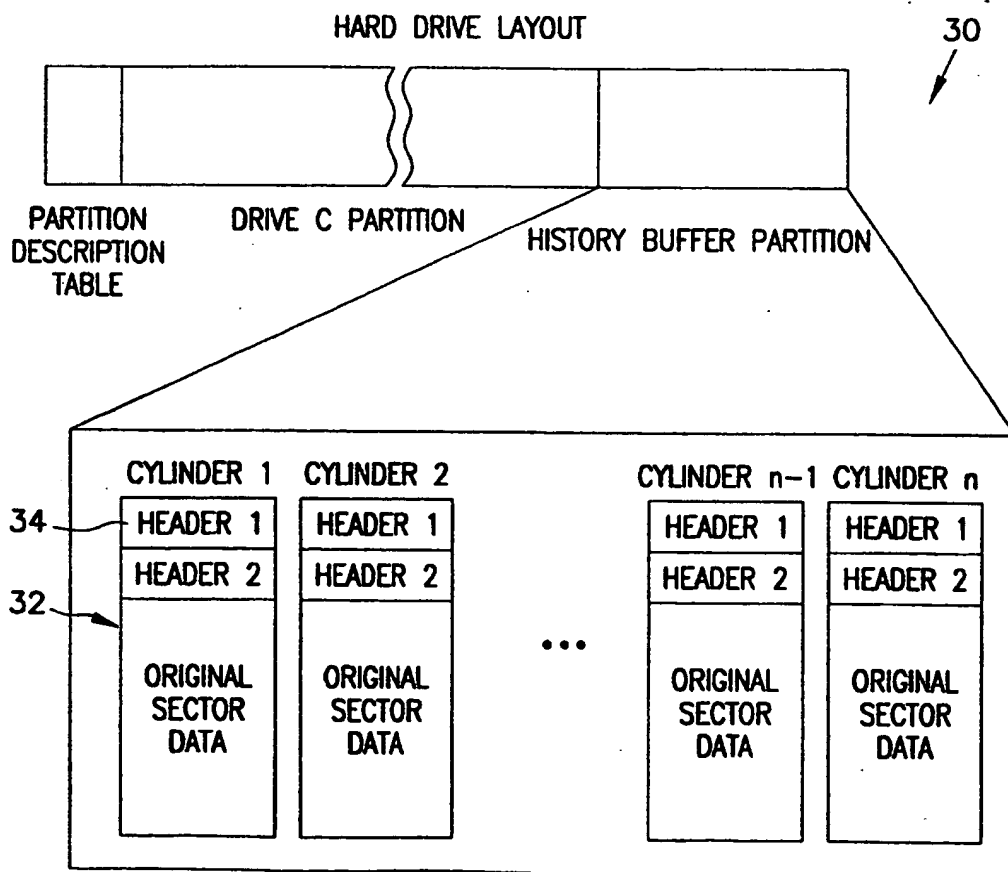 HARD DRIVE LAYOUT
30
PARTITION
DESCRIPTION
TABLE
DRIVE C PARTITION
HISTORY BUFFER PARTITION
CYLINDER 1
CYLINDER 2
CYLINDER n-1
CYLINDER n
34
HEADER 1
HEADER 1
HEADER 1
HEADER 1
HEADER 2
HEADER 2
HEADER 2
HEADER 2
32
ORIGINAL
SECTOR
DATA
ORIGINAL
SECTOR
DATA
•••
ORIGINAL
SECTOR
DATA
ORIGINAL
SECTOR
DATA